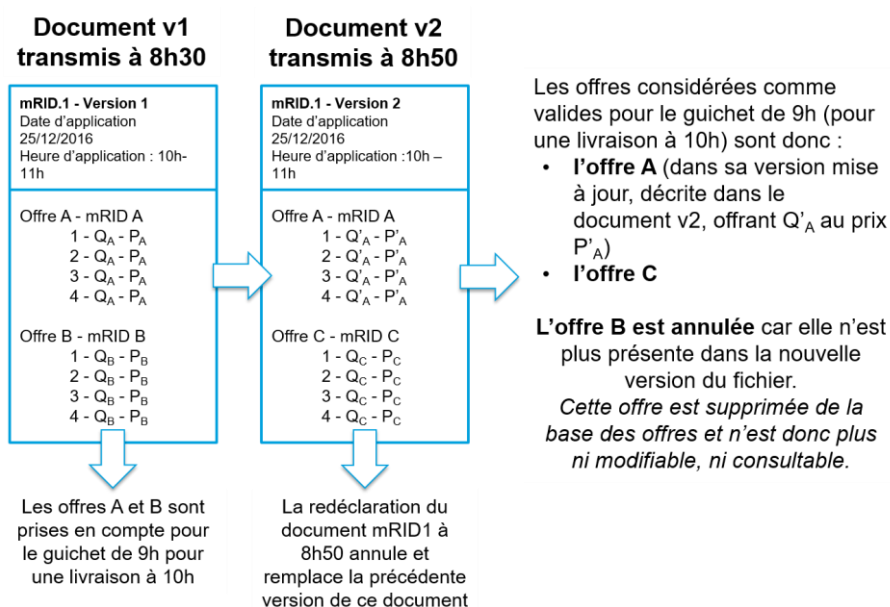 Document v1
transmis à 8h30
mRID.1 - Version 1
Date d’application
25/12/2016
Heure d’application : 10h-
11h
Offre A - mRID A
1 - QA - PA
2 - QA - PA
3 - QA - PA
4 - QA - PA
Offre B - mRID B
1 - QB - PB
2 - QB - PB
3 - QB - PB
4 - QB - PB
Les offres A et B sont
prises en compte pour
le guichet de 9h pour
une livraison à 10h
Document v2
transmis à 8h50
mRID.1 - Version 2
Date d’application
25/12/2016
Heure d’application :10h –
11h
Offre A - mRID A
1 - Q’A - P’A
2 - Q’A - P’A
3 - Q’A - P’A
4 - Q’A - P’A
Offre C - mRID C
1 - QC - PC
2 - QC - PC
3 - QC - PC
4 - QC - PC
La redéclaration du
document mRID1 à
8h50 annule et
remplace la précédente
version de ce document
Les offres considérées comme
valides pour le guichet de 9h (pour
une livraison à 10h) sont donc :
• l’offre A (dans sa version mise
à jour, décrite dans le
document v2, offrant Q’A au prix
P’A)
• l’offre C
L’offre B est annulée car elle n’est
plus présente dans la nouvelle
version du fichier.
Cette offre est supprimée de la
base des offres et n’est donc plus
ni modifiable, ni consultable.